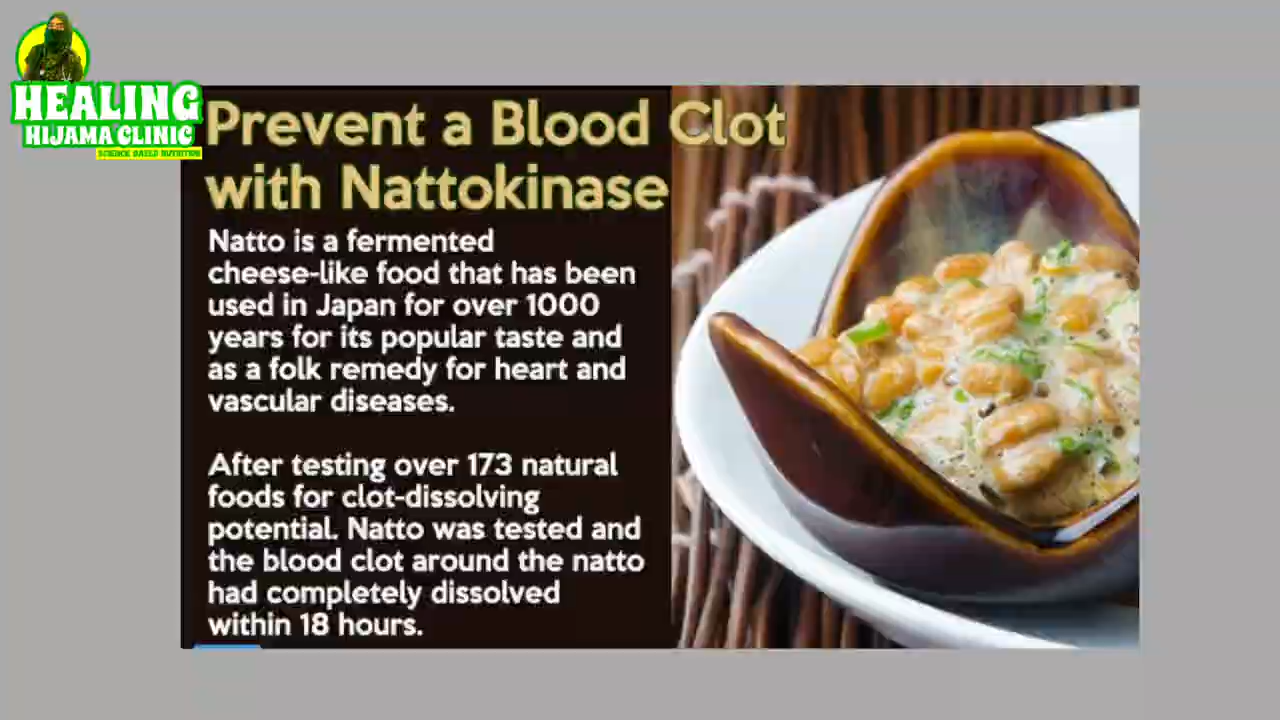 HEALING
HIJAMA CLINIC
SCIENCE BASED NUTRITION
Prevent a Blood Clot
with Nattokinase
Natto is a fermented
cheese-like food that has been
used in Japan for over 1000
years for its popular taste and
as a folk remedy for heart and
vascular diseases.
After testing over 173 natural
foods for clot-dissolving
potential. Natto was tested and
the blood clot around the natto
had completely dissolved
within 18 hours.